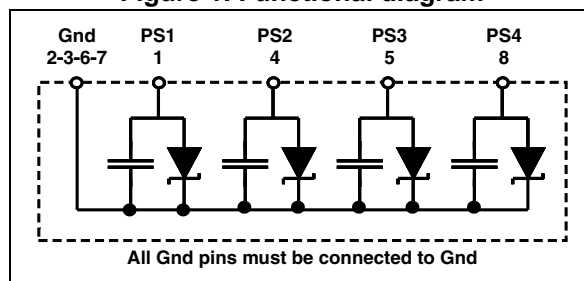 Figure 1. Functional diagram
Gnd PS1 PS2 PS3 PS4
2-3-6-7 1 4 5 8
All Gnd pins must be connected to Gnd